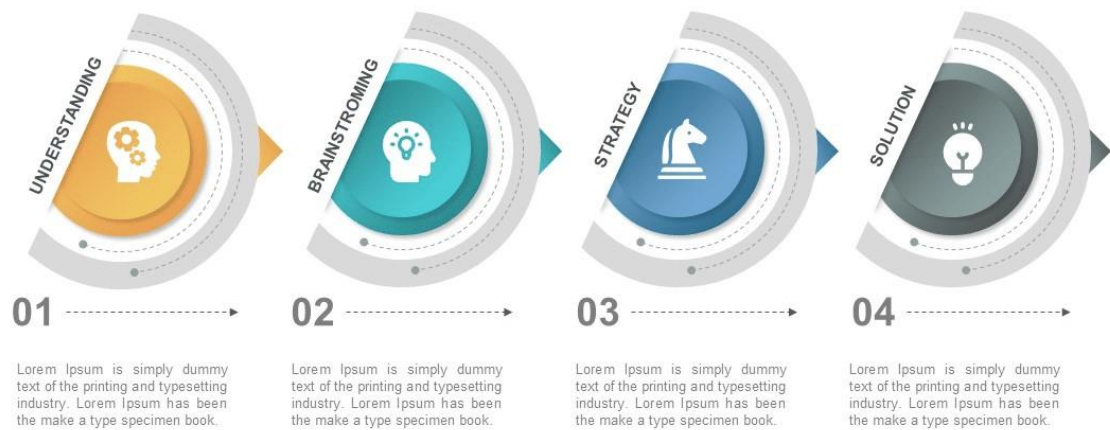 UNDERSTANDING
BRAINSTROMING
STRATEGY
SOLUTION
01
02
03
04
Lorem Ipsum is simply dummy
text of the printing and typesetting
industry. Lorem Ipsum has been
the make a type specimen book.
Lorem Ipsum is simply dummy
text of the printing and typesetting
industry. Lorem Ipsum has been
the make a type specimen book.
Lorem Ipsum is simply dummy
text of the printing and typesetting
industry. Lorem Ipsum has been
the make a type specimen book.
Lorem Ipsum is simply dummy
text of the printing and typesetting
industry. Lorem Ipsum has been
the make a type specimen book.